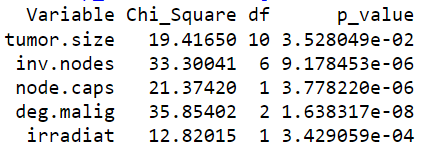 Variable Chi_Square df p_value
tumor.size 19.41650 10 3.528049e-02
inv.nodes 33.30041 6 9.178453e-06
node.caps 21.37420 1 3.778220e-06
deg.malig 35.85402 2 1.638317e-08
irradiat 12.82015 1 3.429059e-04